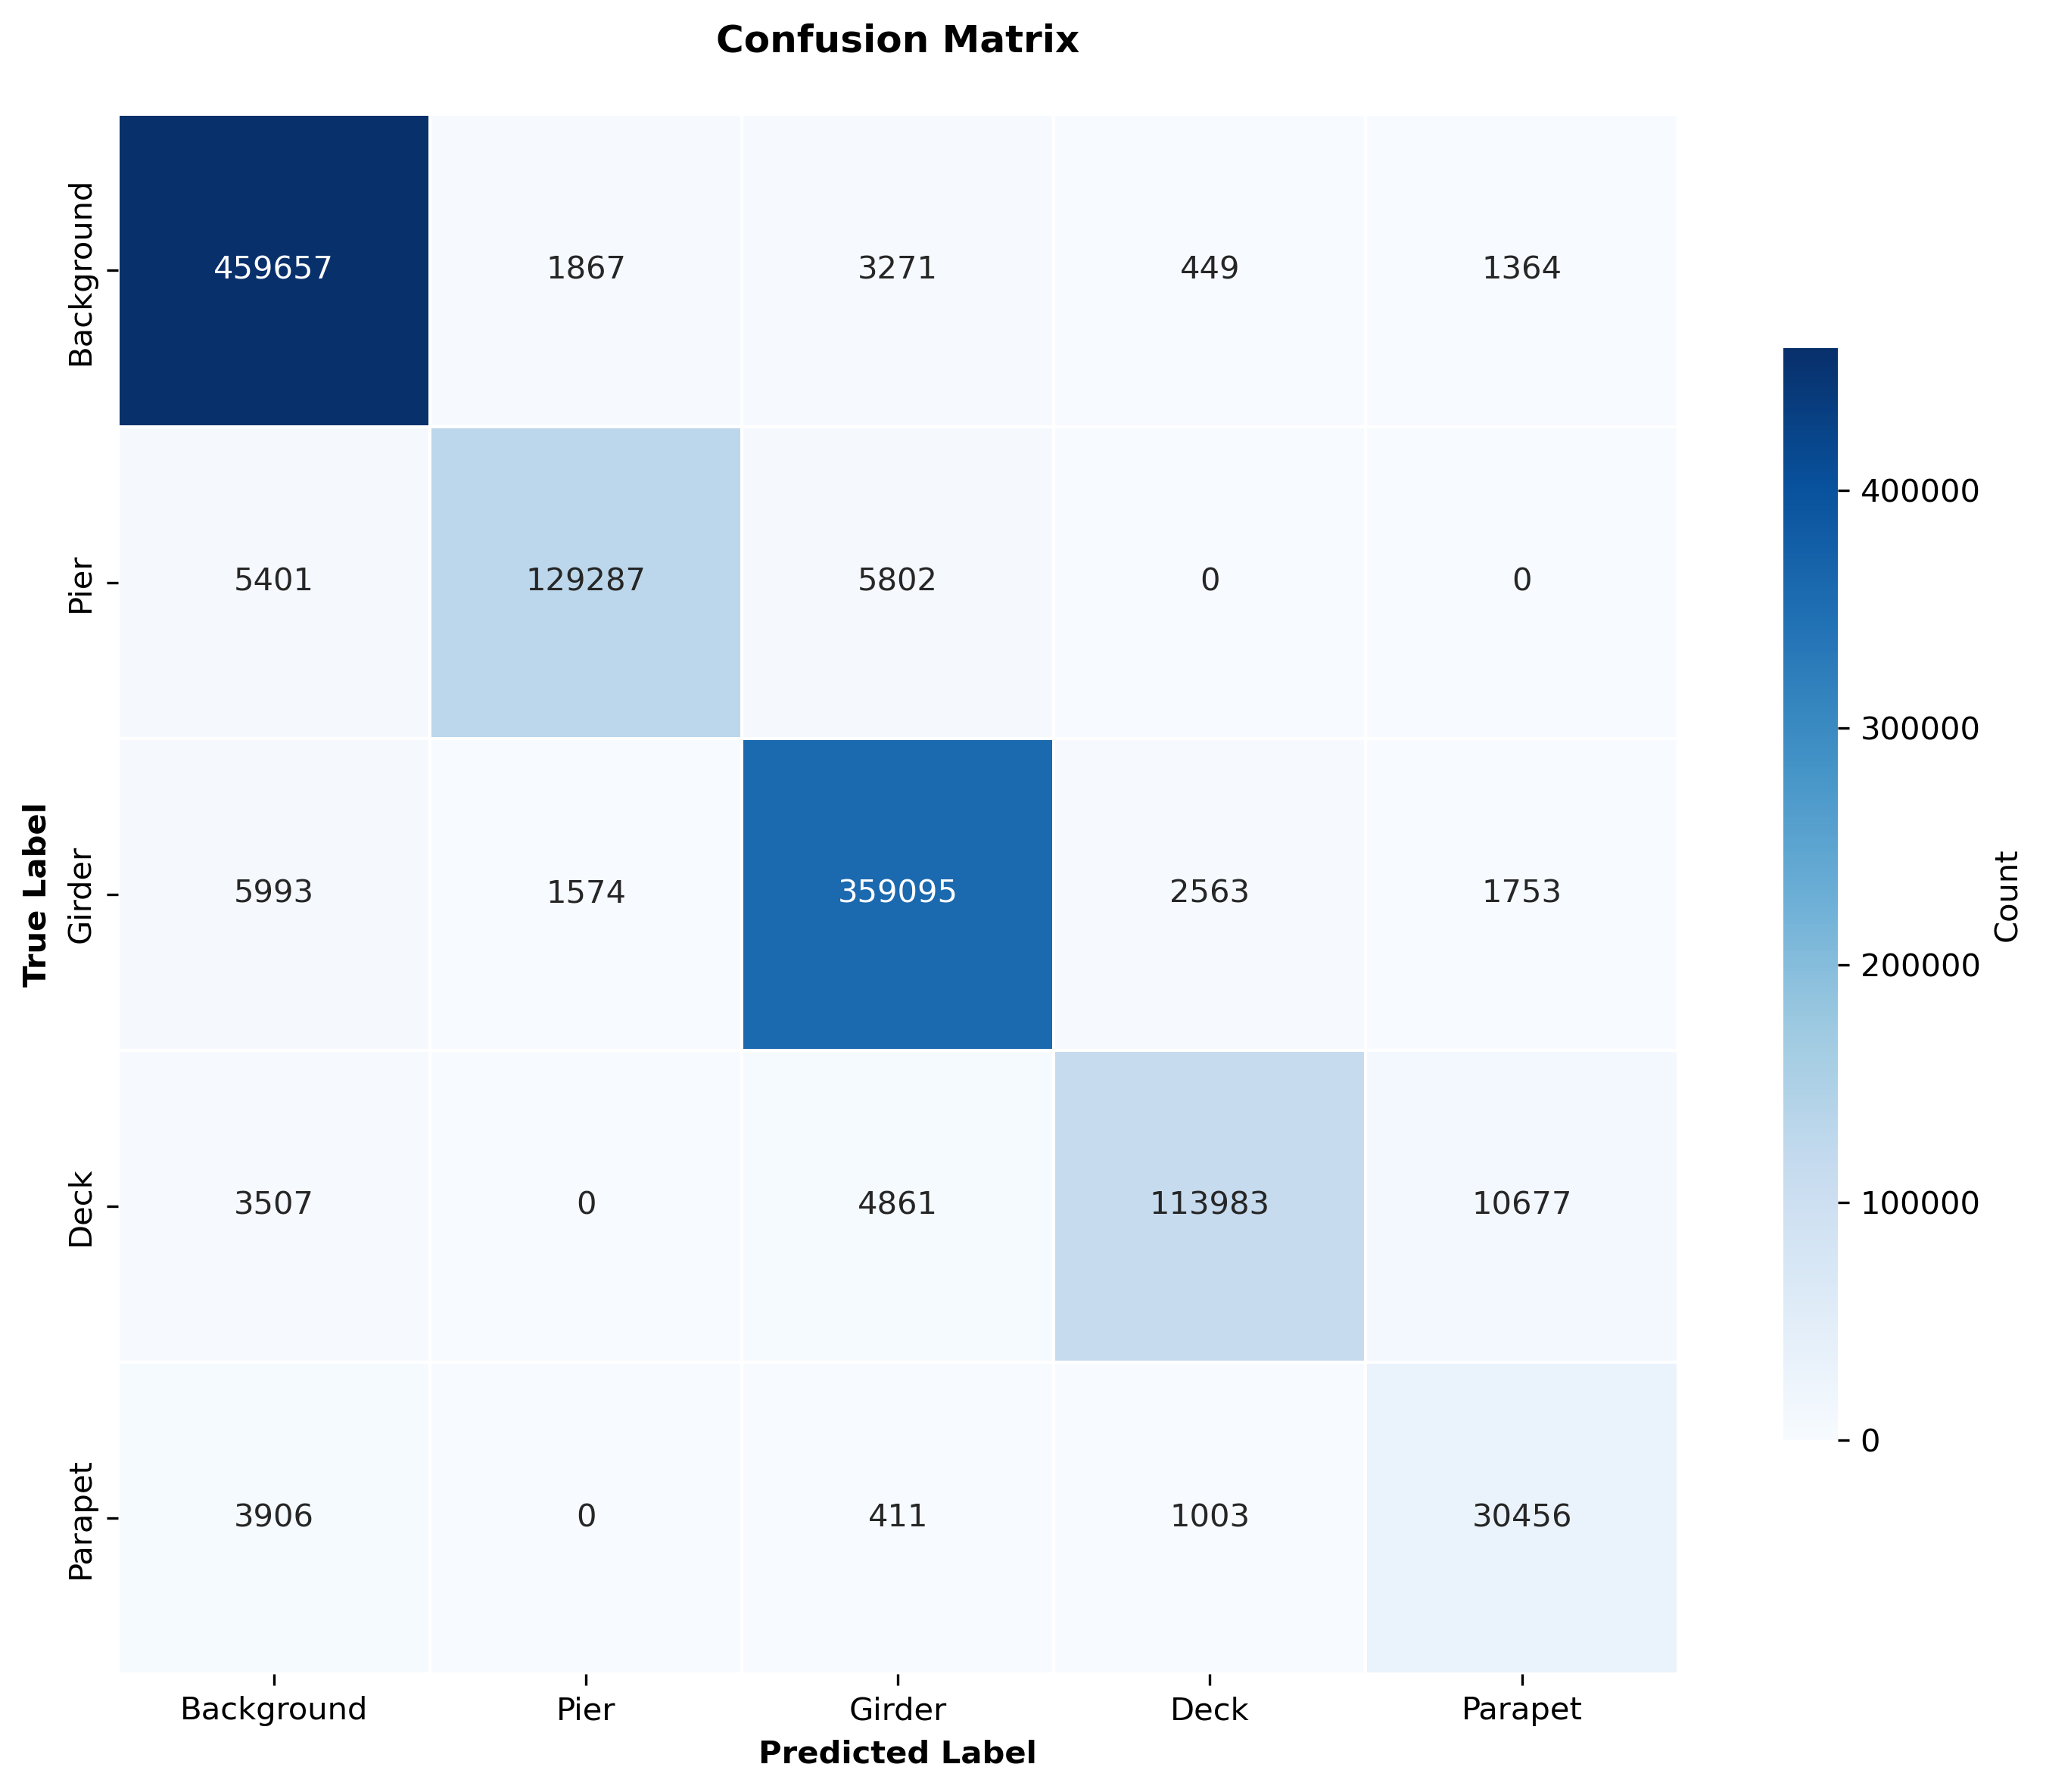 Confusion Matrix
True Label
Background 459657 1867 3271 449 1364
Pier 5401 129287 5802 0 0
Girder 5993 1574 359095 2563 1753
Deck 3507 0 4861 113983 10677
Parapet 3906 0 411 1003 30456
Background Pier Girder Deck Parapet
Predicted Label
400000
300000
200000
100000
0
Count